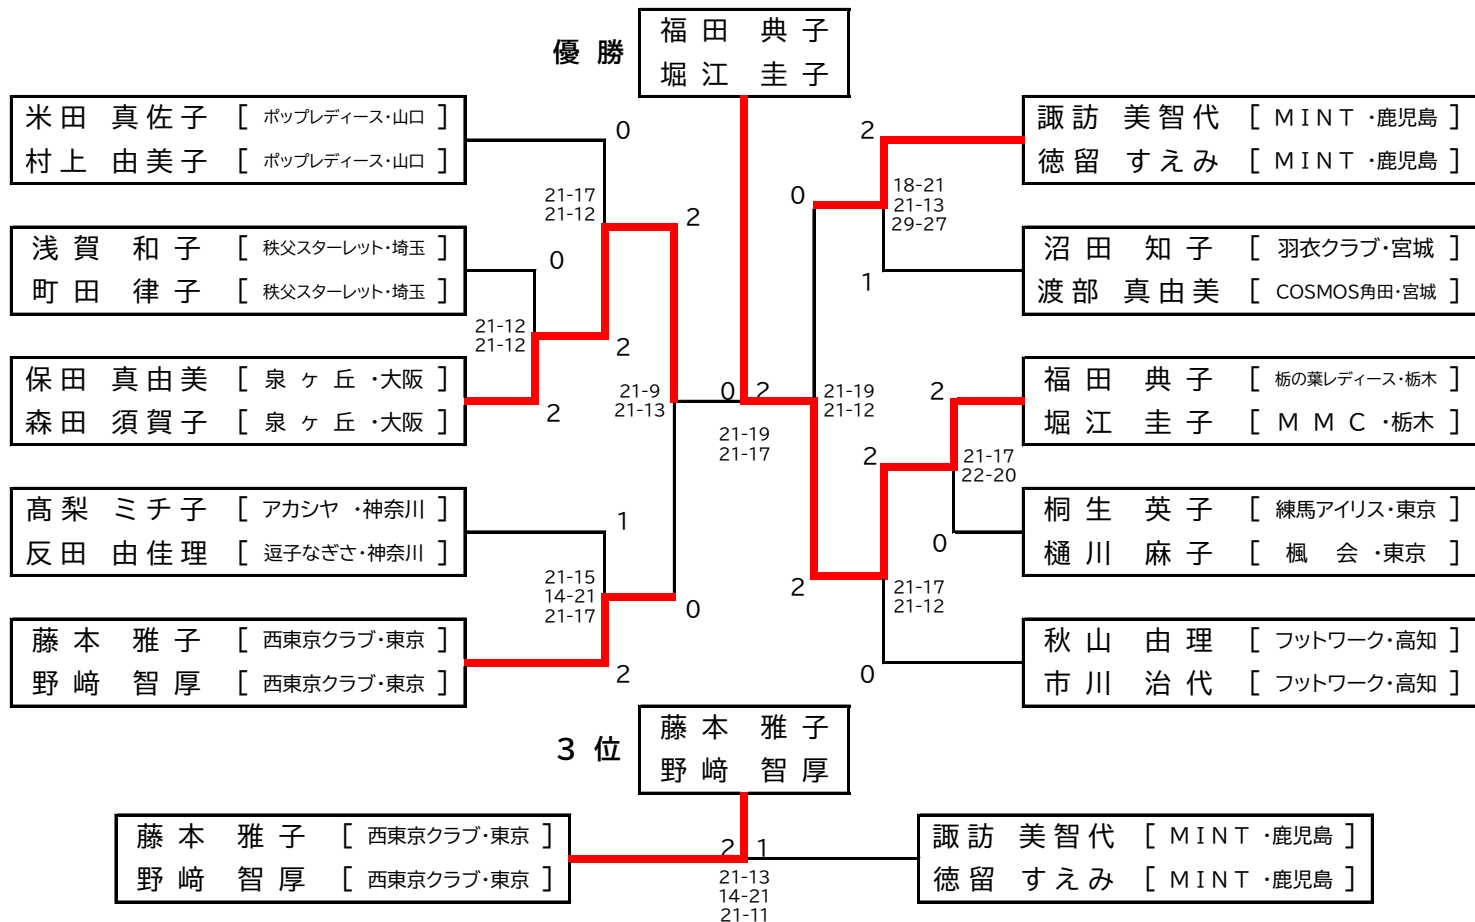 優勝
福田 典子
堀江 圭子
米田 真佐子 [ ポップレディース・山口 ]
村上 由美子 [ ポップレディース・山口 ]
0
21-17
21-12
2
浅賀 和子 [ 秩父スターレット・埼玉 ]
町田 律子 [ 秩父スターレット・埼玉 ]
0
21-12
21-12
2
保田 真由美 [ 泉ヶ丘・大阪 ]
森田 須賀子 [ 泉ヶ丘・大阪 ]
2
21-9
21-13
髙梨 ミチ子 [ アカシヤ・神奈川 ]
反田 由佳理 [ 逗子なぎさ・神奈川 ]
1
21-15
14-21
21-17
0
藤本 雅子 [ 西東京クラブ・東京 ]
野﨑 智厚 [ 西東京クラブ・東京 ]
2
0 2
21-19
21-17
諏訪 美智代 [ MINT・鹿児島 ]
徳留 すえみ [ MINT・鹿児島 ]
2
0
18-21
21-13
29-27
沼田 知子 [ 羽衣クラブ・宮城 ]
渡部 真由美 [ COSMOS角田・宮城 ]
1
21-19
21-12
福田 典子 [ 栃の葉レディース・栃木 ]
堀江 圭子 [ MMC・栃木 ]
2
2
21-17
22-20
桐生 英子 [ 練馬アイリス・東京 ]
樋川 麻子 [ 楓会・東京 ]
0
2
21-17
21-12
秋山 由理 [ フットワーク・高知 ]
市川 治代 [ フットワーク・高知 ]
0
3位
藤本 雅子
野﨑 智厚
藤本 雅子 [ 西東京クラブ・東京 ]
野﨑 智厚 [ 西東京クラブ・東京 ]
2 1
21-13
14-21
21-11
諏訪 美智代 [ MINT・鹿児島 ]
徳留 すえみ [ MINT・鹿児島 ]